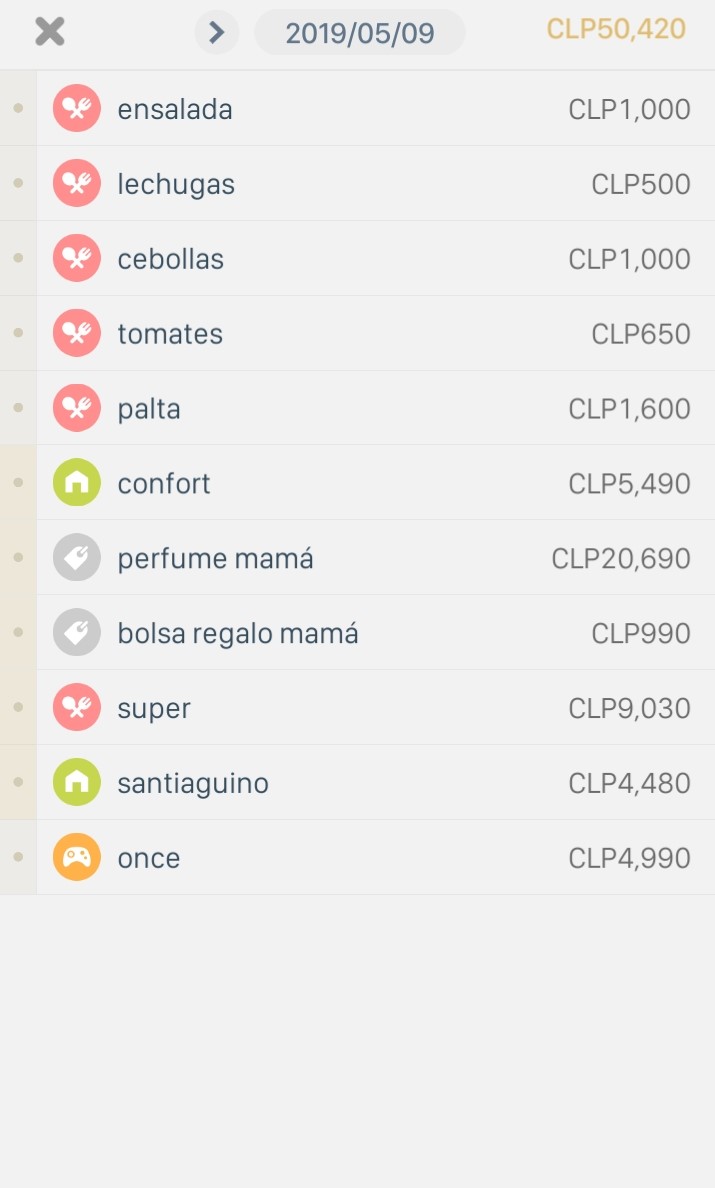 2019/05/09 CLP50,420
ensalada CLP1,000
lechugas CLP500
cebollas CLP1,000
tomates CLP650
palta CLP1,600
confort CLP5,490
perfume mamá CLP20,690
bolsa regalo mamá CLP990
super CLP9,030
santiaguino CLP4,480
once CLP4,990